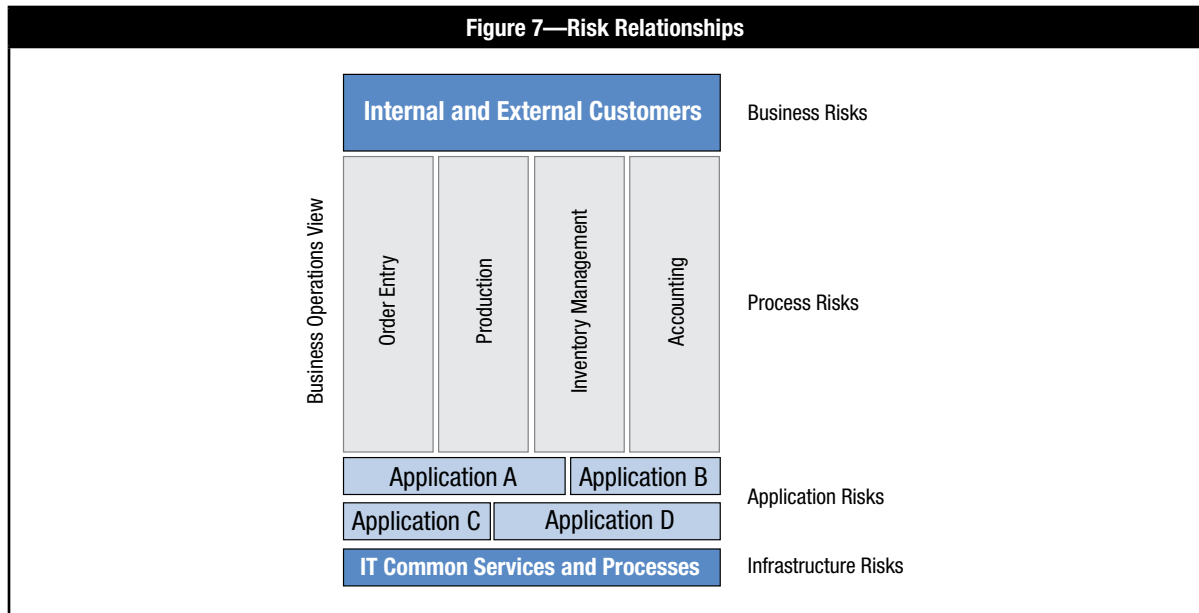 Figure 7—Risk Relationships
Internal and External Customers
Business Risks
Business Operations View
Order Entry
Production
Inventory Management
Accounting
Process Risks
Application A
Application B
Application C
Application D
Application Risks
IT Common Services and Processes
Infrastructure Risks